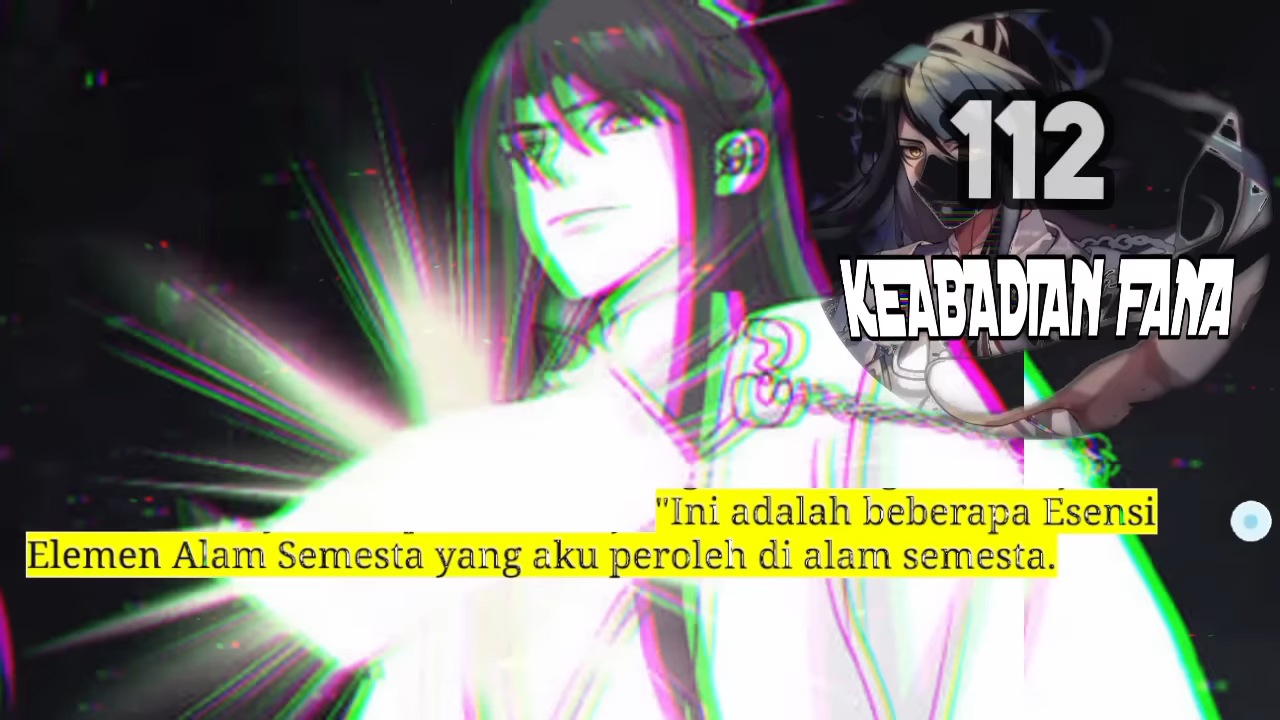 112
KEABADIAN FANA
"Ini adalah beberapa Esensi
Elemen Alam Semesta yang aku peroleh di alam semesta.